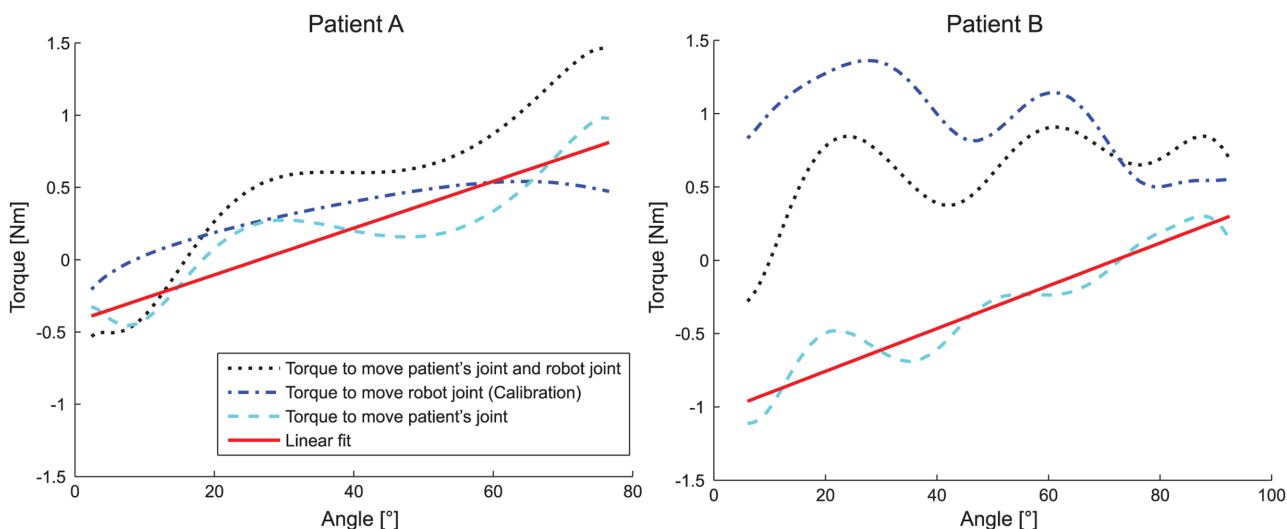 Patient A
1.5
1
0.5
0
-0.5
-1
-1.5
Torque [Nm]
0
20
40
60
80
Angle [°]
Torque to move patient's joint and robot joint
Torque to move robot joint (Calibration)
Torque to move patient's joint
Linear fit
Patient B
1.5
1
0.5
0
-0.5
-1
-1.5
Torque [Nm]
0
20
40
60
80
100
Angle [°]